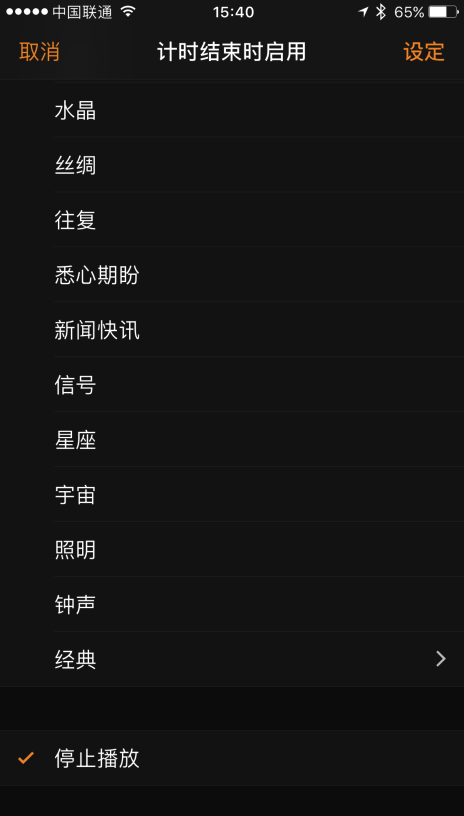 中国联通 15:40 65%
取消 计时结束时启用 设定
水晶
丝绸
往复
悉心期盼
新闻快讯
信号
星座
宇宙
照明
钟声
经典
停止播放